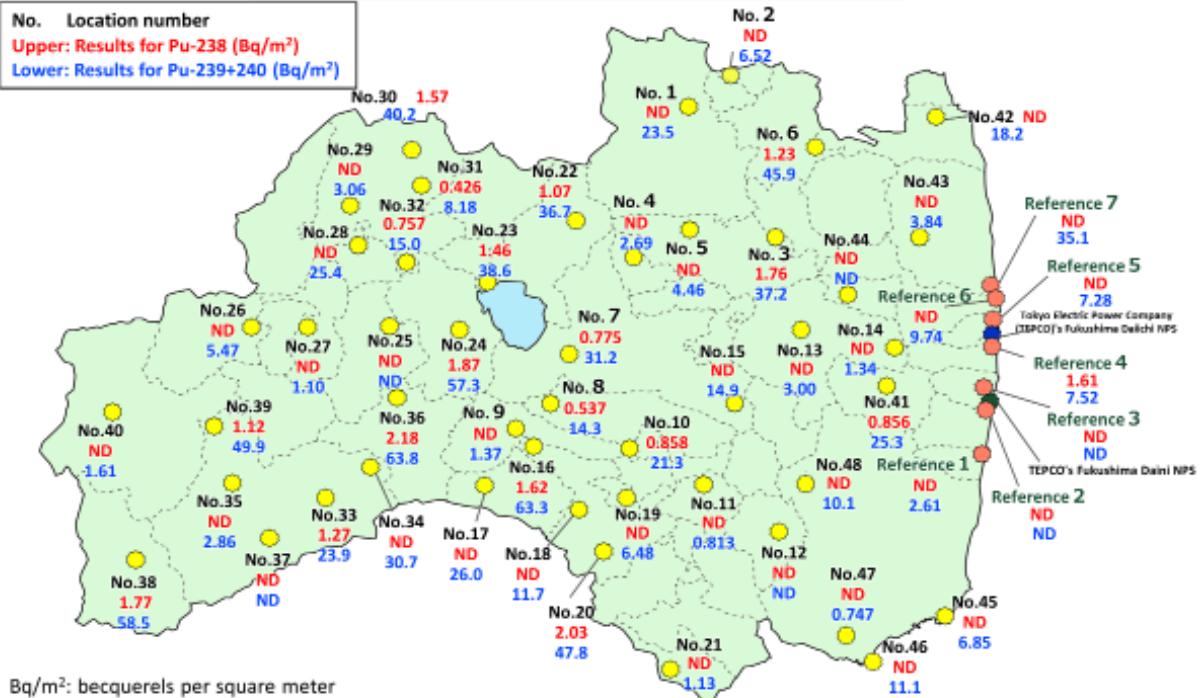 No. Location number
Upper: Results for Pu-238 (Bq/m²)
Lower: Results for Pu-239+240 (Bq/m²)
No. 2
ND
6.52
No. 1
ND
23.5
No.30 1.57
40.2
No.42 ND
18.2
No. 6
1.23
45.9
No.29
ND
3.06
No.31
0.426
8.18
No.22
1.07
36.7
No.43
ND
3.84
No.32
0.757
15.0
No. 4
ND
2.69
Reference 7
ND
35.1
No.28
ND
25.4
No.23
1.46
38.6
No. 5
ND
4.46
No. 3
1.76
37.2
No.44
ND
ND
Reference 5
ND
7.28
Reference 6
ND
9.74
Tokyo Electric Power Company
(TEPCO)'s Fukushima Daiichi NPS
No.26
ND
5.47
No.27
ND
1.10
No.25
ND
ND
No.24
1.87
57.3
No. 7
0.775
31.2
No.15
ND
14.9
No.13
ND
3.00
No.14
ND
1.34
Reference 4
1.61
7.52
No.40
ND
1.61
No.39
1.12
49.9
No.36
2.18
63.8
No. 9
ND
1.37
No. 8
0.537
14.3
No.10
0.858
21.3
No.41
0.856
25.3
Reference 3
ND
ND
TEPCO's Fukushima Daini NPS
Reference 1
ND
2.61
Reference 2
ND
ND
No.16
1.62
63.3
No.48
ND
10.1
No.35
ND
2.86
No.33
1.27
23.9
No.34
ND
30.7
No.17
ND
26.0
No.18
ND
11.7
No.19
ND
6.48
No.11
ND
0.813
No.12
ND
ND
No.37
ND
ND
No.38
1.77
58.5
No.20
2.03
47.8
No.47
ND
0.747
No.45
ND
6.85
No.21
ND
1.13
No.46
ND
11.1
Bq/m²: becquerels per square meter